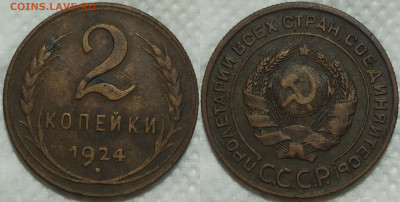 COINS.LAVE.RU
2
КОПЕЙКИ
1924
ПРОЛЕТАРИИ ВСЕХ СТРАН СОЕДИНЯЙТЕСЬ
С.С.С.Р.